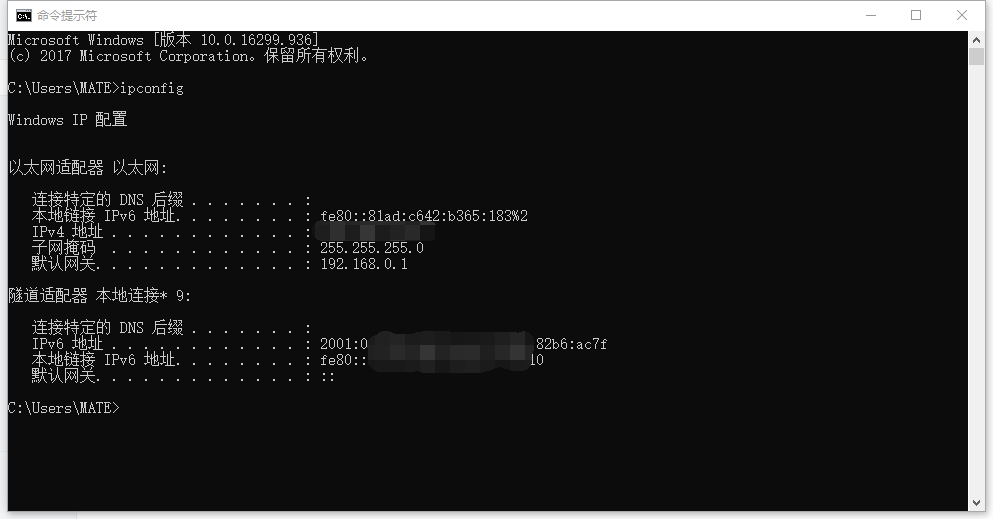 命令提示符
Microsoft Windows [版本 10.0.16299.936]
(c) 2017 Microsoft Corporation。保留所有权利。
C:\Users\MATE>ipconfig
Windows IP 配置
以太网适配器 以太网:
连接特定的 DNS 后缀 . . . . . . . :
本地链接 IPv6 地址. . . . . . . . : fe80::81ad:c642:b365:183%2
IPv4 地址 . . . . . . . . . . . . :
子网掩码 . . . . . . . . . . . . : 255.255.255.0
默认网关. . . . . . . . . . . . . : 192.168.0.1
隧道适配器 本地连接* 9:
连接特定的 DNS 后缀 . . . . . . . :
IPv6 地址 . . . . . . . . . . . . : 2001:0 82b6:ac7f
本地链接 IPv6 地址. . . . . . . . : fe80:: 10
默认网关. . . . . . . . . . . . . : ::
C:\Users\MATE>